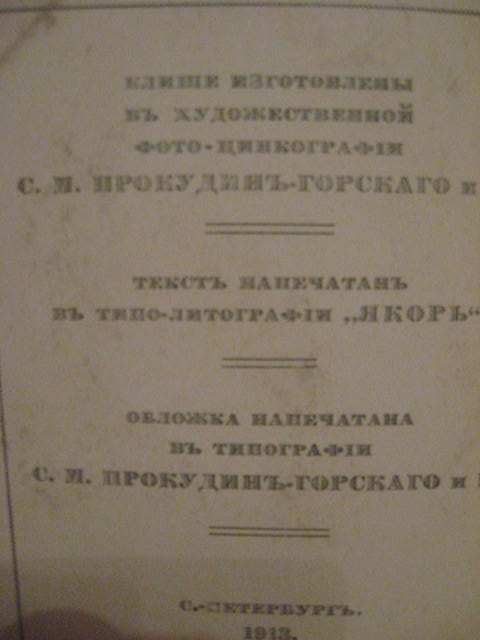 КЛИШЕ ИЗГОТОВЛЕНЫ
ВЪ ХУДОЖЕСТВЕННОЙ
ФОТО-ЦИНКОГРАФІИ
С. М. ПРОКУДИНЪ-ГОРСКАГО и
ТЕКСТЪ НАПЕЧАТАНЪ
ВЪ ТИПО-ЛИТОГРАФІИ „ЯКОРЬ“
ОБЛОЖКА НАПЕЧАТАНА
ВЪ ТИПОГРАФІИ
С. М. ПРОКУДИНЪ-ГОРСКАГО и
С.-ПЕТЕРБУРГЪ.
1913.